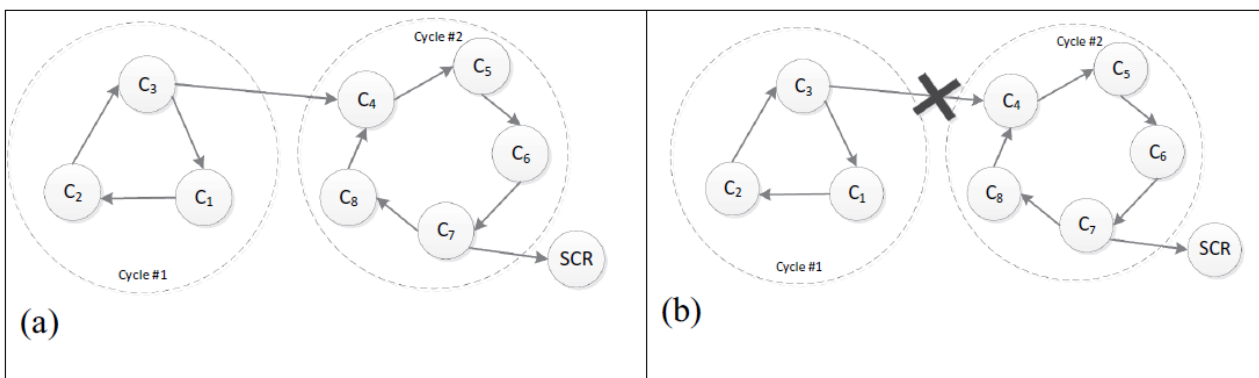 Cycle #2
C₅
C₃
C₄
C₆
C₂
C₁
C₈
C₇
SCR
Cycle #1
(a)
Cycle #2
C₅
C₃
C₄
C₆
C₂
C₁
C₈
C₇
SCR
Cycle #1
(b)